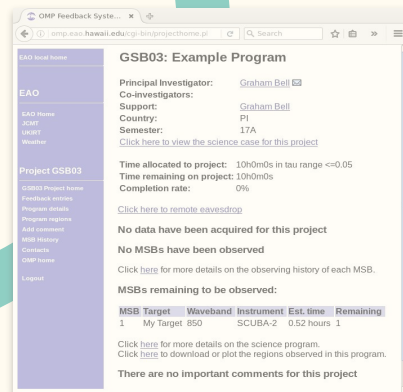 OMP Feedback Syste...
omp.eao.hawaii.edu/cgi-bin/projecthome.pl
Search
EAO local home
EAO
EAO Home
JCMT
UKIRT
Weather
Project GSB03
GSB03 Project home
Feedback entries
Program details
Program regions
Add comment
MSB History
Contacts
OMP home
Logout
GSB03: Example Program
Principal Investigator: Graham Bell
Co-investigators:
Support: Graham Bell
Country: PI
Semester: 17A
Click here to view the science case for this project
Time allocated to project: 10h0m0s in tau range <=0.05
Time remaining on project: 10h0m0s
Completion rate: 0%
Click here to remote eavesdrop
No data have been acquired for this project
No MSBs have been observed
Click here for more details on the observing history of each MSB.
MSBs remaining to be observed:
MSB Target Waveband Instrument Est. time Remaining
1 My Target 850 SCUBA-2 0.52 hours 1
Click here for more details on the science program.
Click here to download or plot the regions observed in this program.
There are no important comments for this project